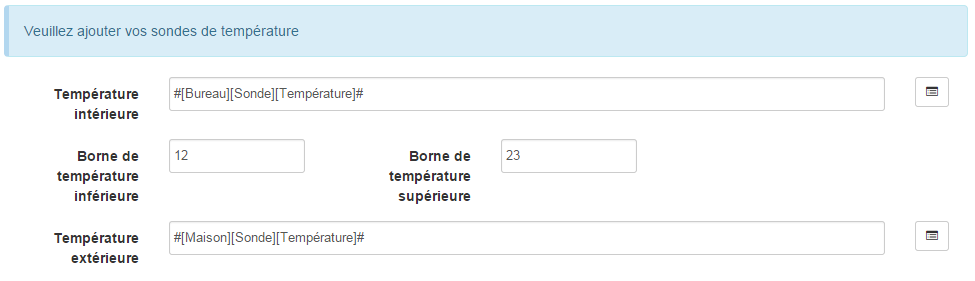 Veuillez ajouter vos sondes de température
Température
intérieure
#[Bureau][Sonde][Température]#
Borne de
température
inférieure
12
Borne de
température
supérieure
23
Température
extérieure
#[Maison][Sonde][Température]#